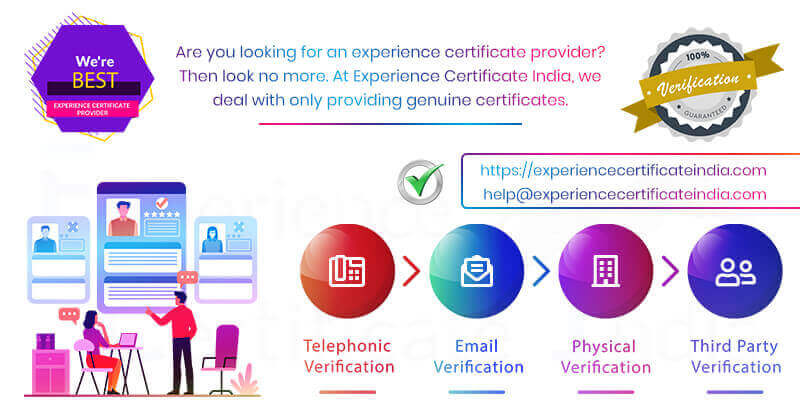 We're
BEST
EXPERIENCE CERTIFICATE
PROVIDER
Are you looking for an experience certificate provider?
Then look no more. At Experience Certificate India, we
deal with only providing genuine certificates.
100%
Verification
GUARANTEED
https://experiencecertificateindia.com
help@experiencecertificateindia.com
Telephonic
Verification
Email
Verification
Physical
Verification
Third Party
Verification